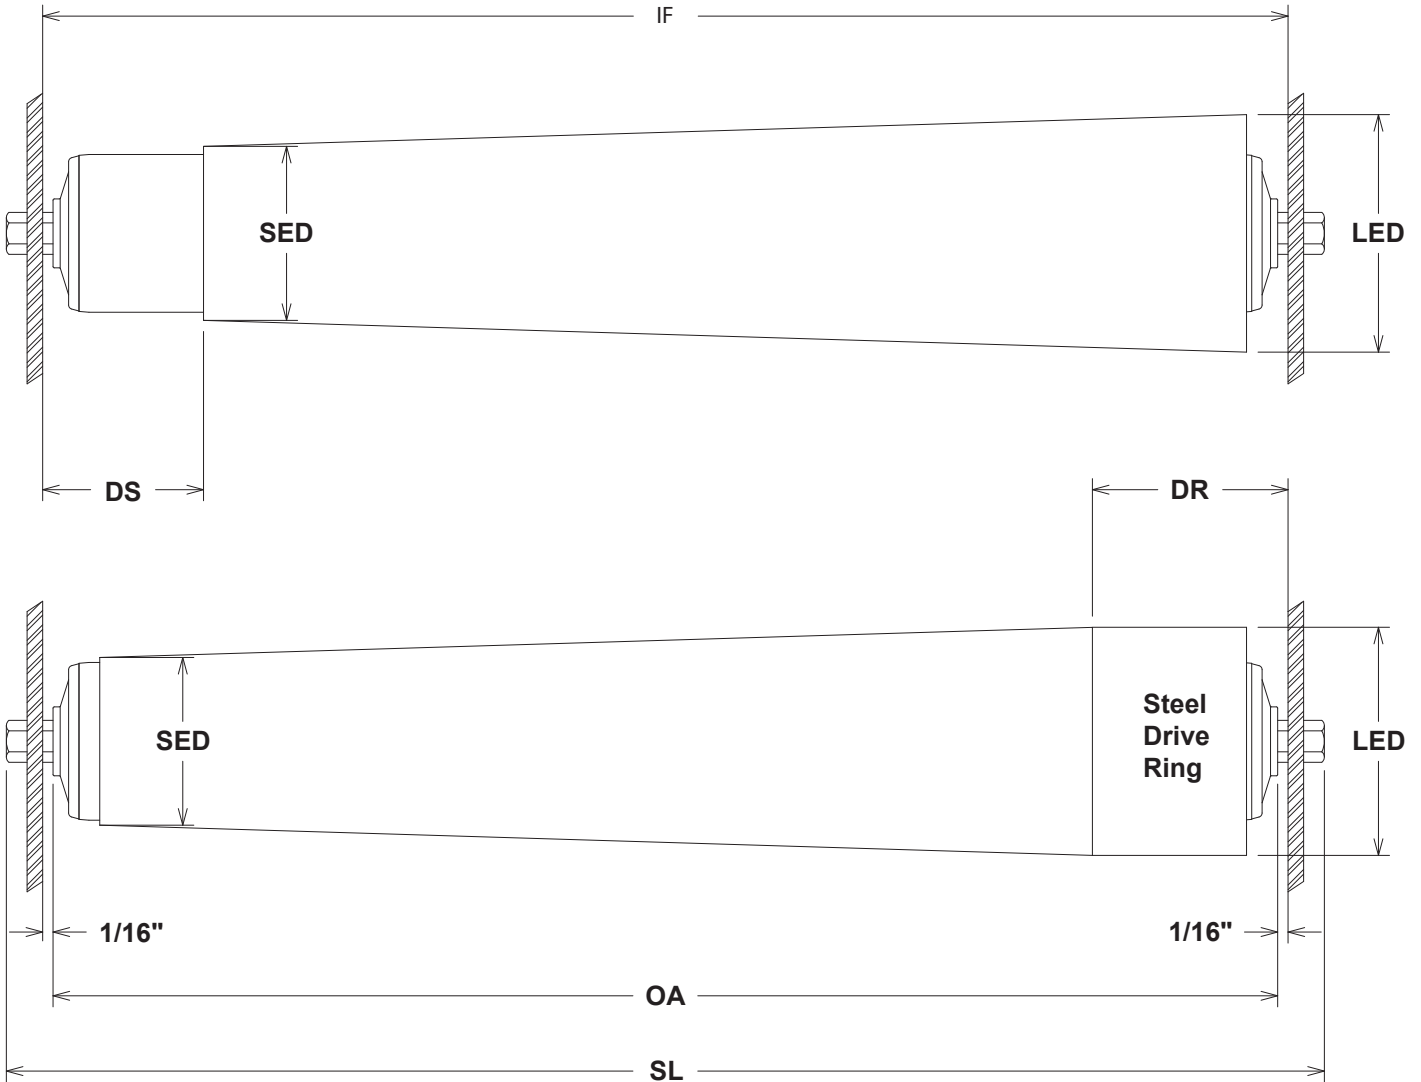 IF
SED
LED
DS
DR
Steel
Drive
Ring
SED
LED
1/16"
1/16"
OA
SL